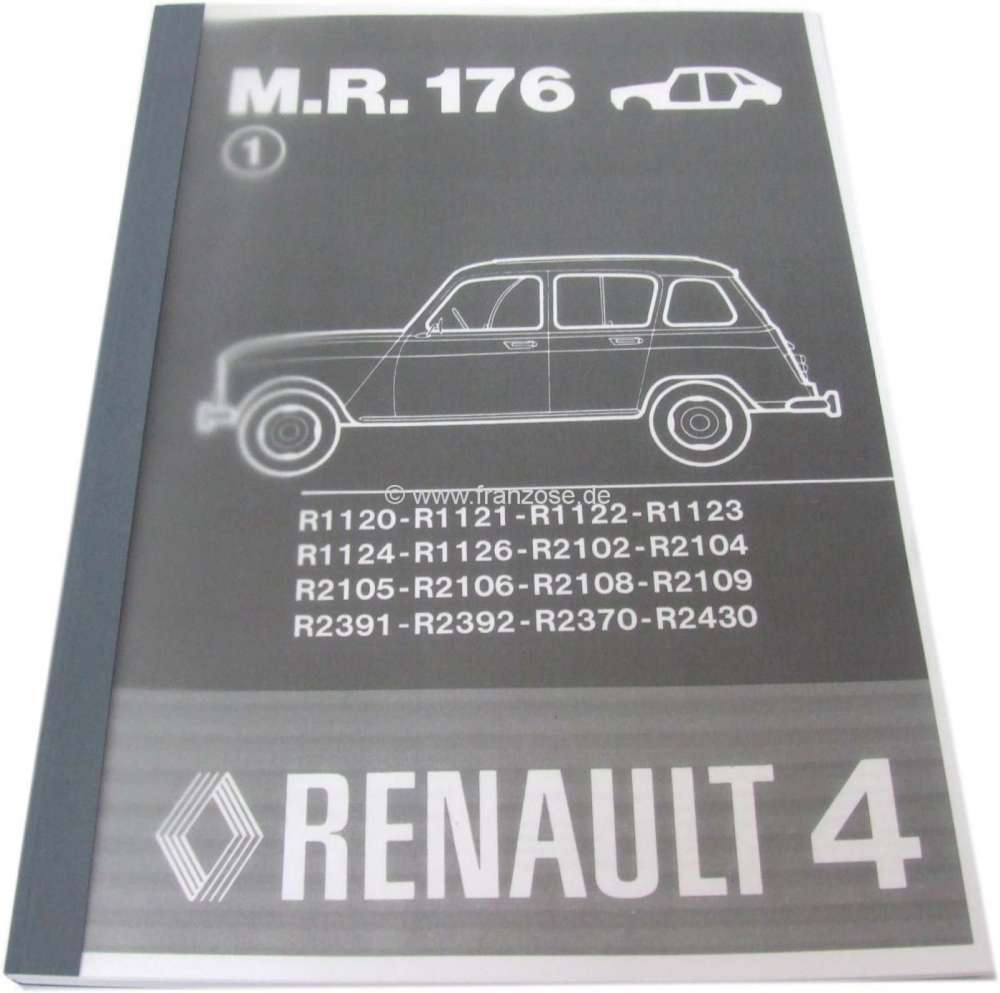 M.R. 176
1
© www.franzose.de
R1120-R1121-R1122-R1123
R1124-R1126-R2102-R2104
R2105-R2106-R2108-R2109
R2391-R2392-R2370-R2430
RENAULT 4